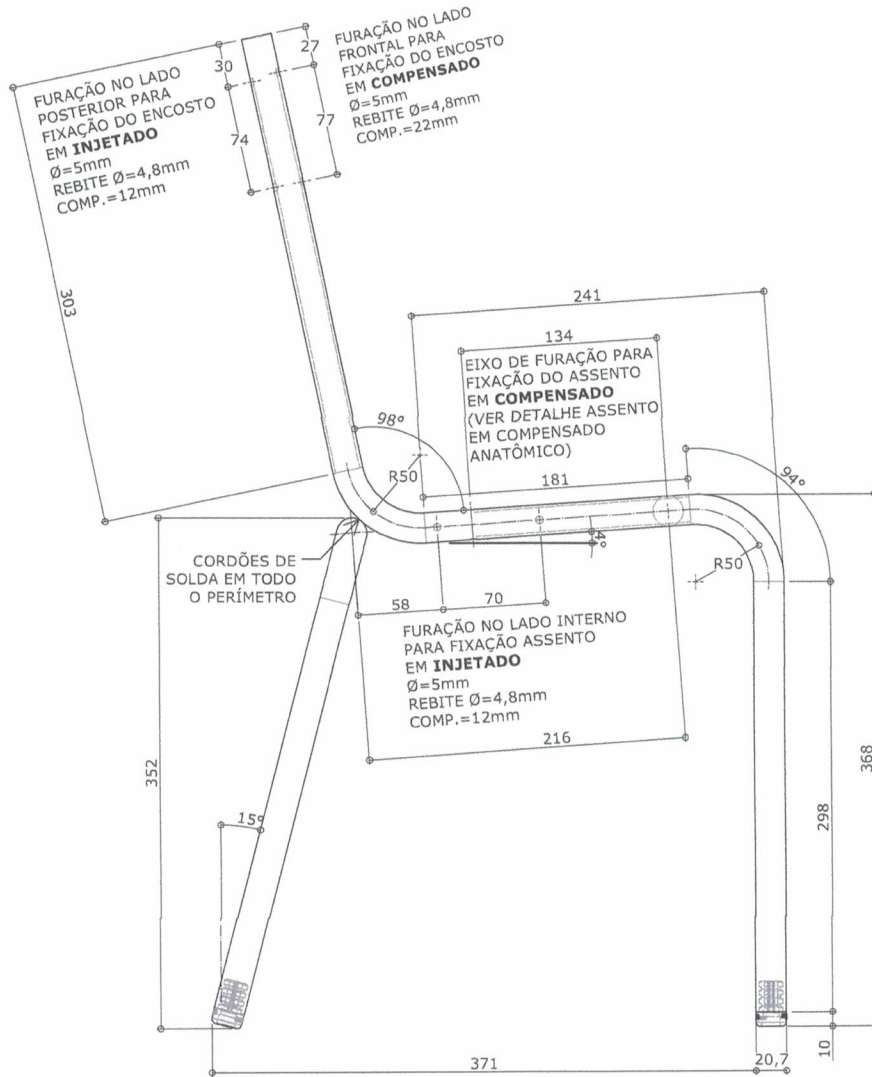 FURAÇÃO NO LADO
POSTERIOR PARA
FIXAÇÃO DO ENCOSTO
EM INJETADO
Ø=5mm
REBITE Ø=4,8mm
COMP.=12mm
30
74
27
77
FURAÇÃO NO LADO
FRONTAL PARA
FIXAÇÃO DO ENCOSTO
EM COMPENSADO
Ø=5mm
REBITE Ø=4,8mm
COMP.=22mm
303
241
134
EIXO DE FURAÇÃO PARA
FIXAÇÃO DO ASSENTO
EM COMPENSADO
(VER DETALHE ASSENTO
EM COMPENSADO
ANATÔMICO)
98º
R50
181
94º
4º
R50
CORDÕES DE
SOLDA EM TODO
O PERÍMETRO
58
70
FURAÇÃO NO LADO INTERNO
PARA FIXAÇÃO ASSENTO
EM INJETADO
Ø=5mm
REBITE Ø=4,8mm
COMP.=12mm
216
352
368
298
15º
10
371
20,7